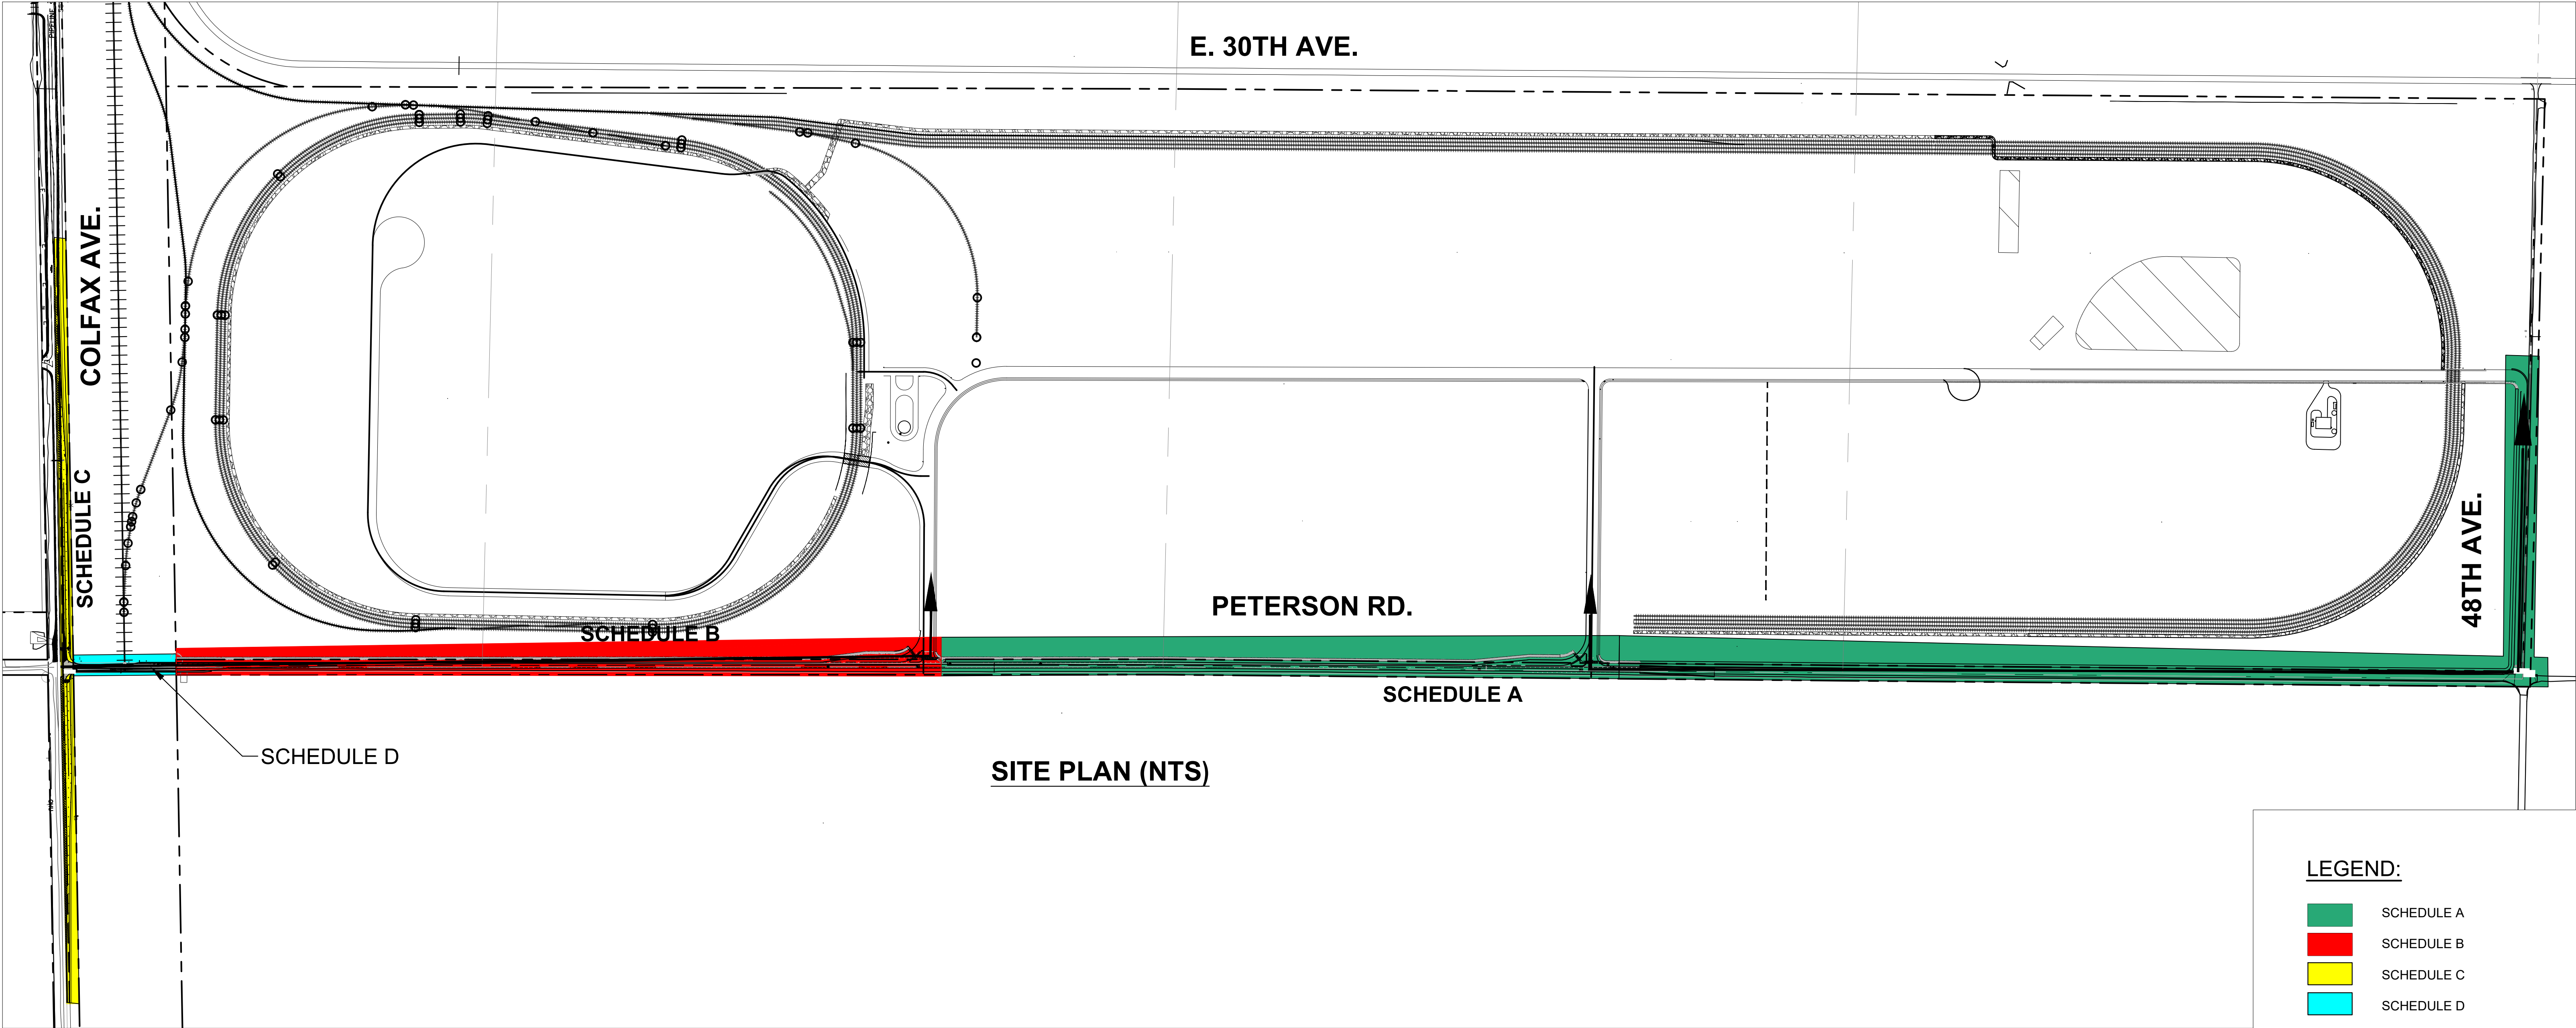 PIPELINE
E. 30TH AVE.
COLFAX AVE.
SCHEDULE C
48TH AVE.
PETERSON RD.
SCHEDULE B
SCHEDULE A
SCHEDULE D
SITE PLAN (NTS)
LEGEND:
SCHEDULE A
SCHEDULE B
SCHEDULE C
SCHEDULE D